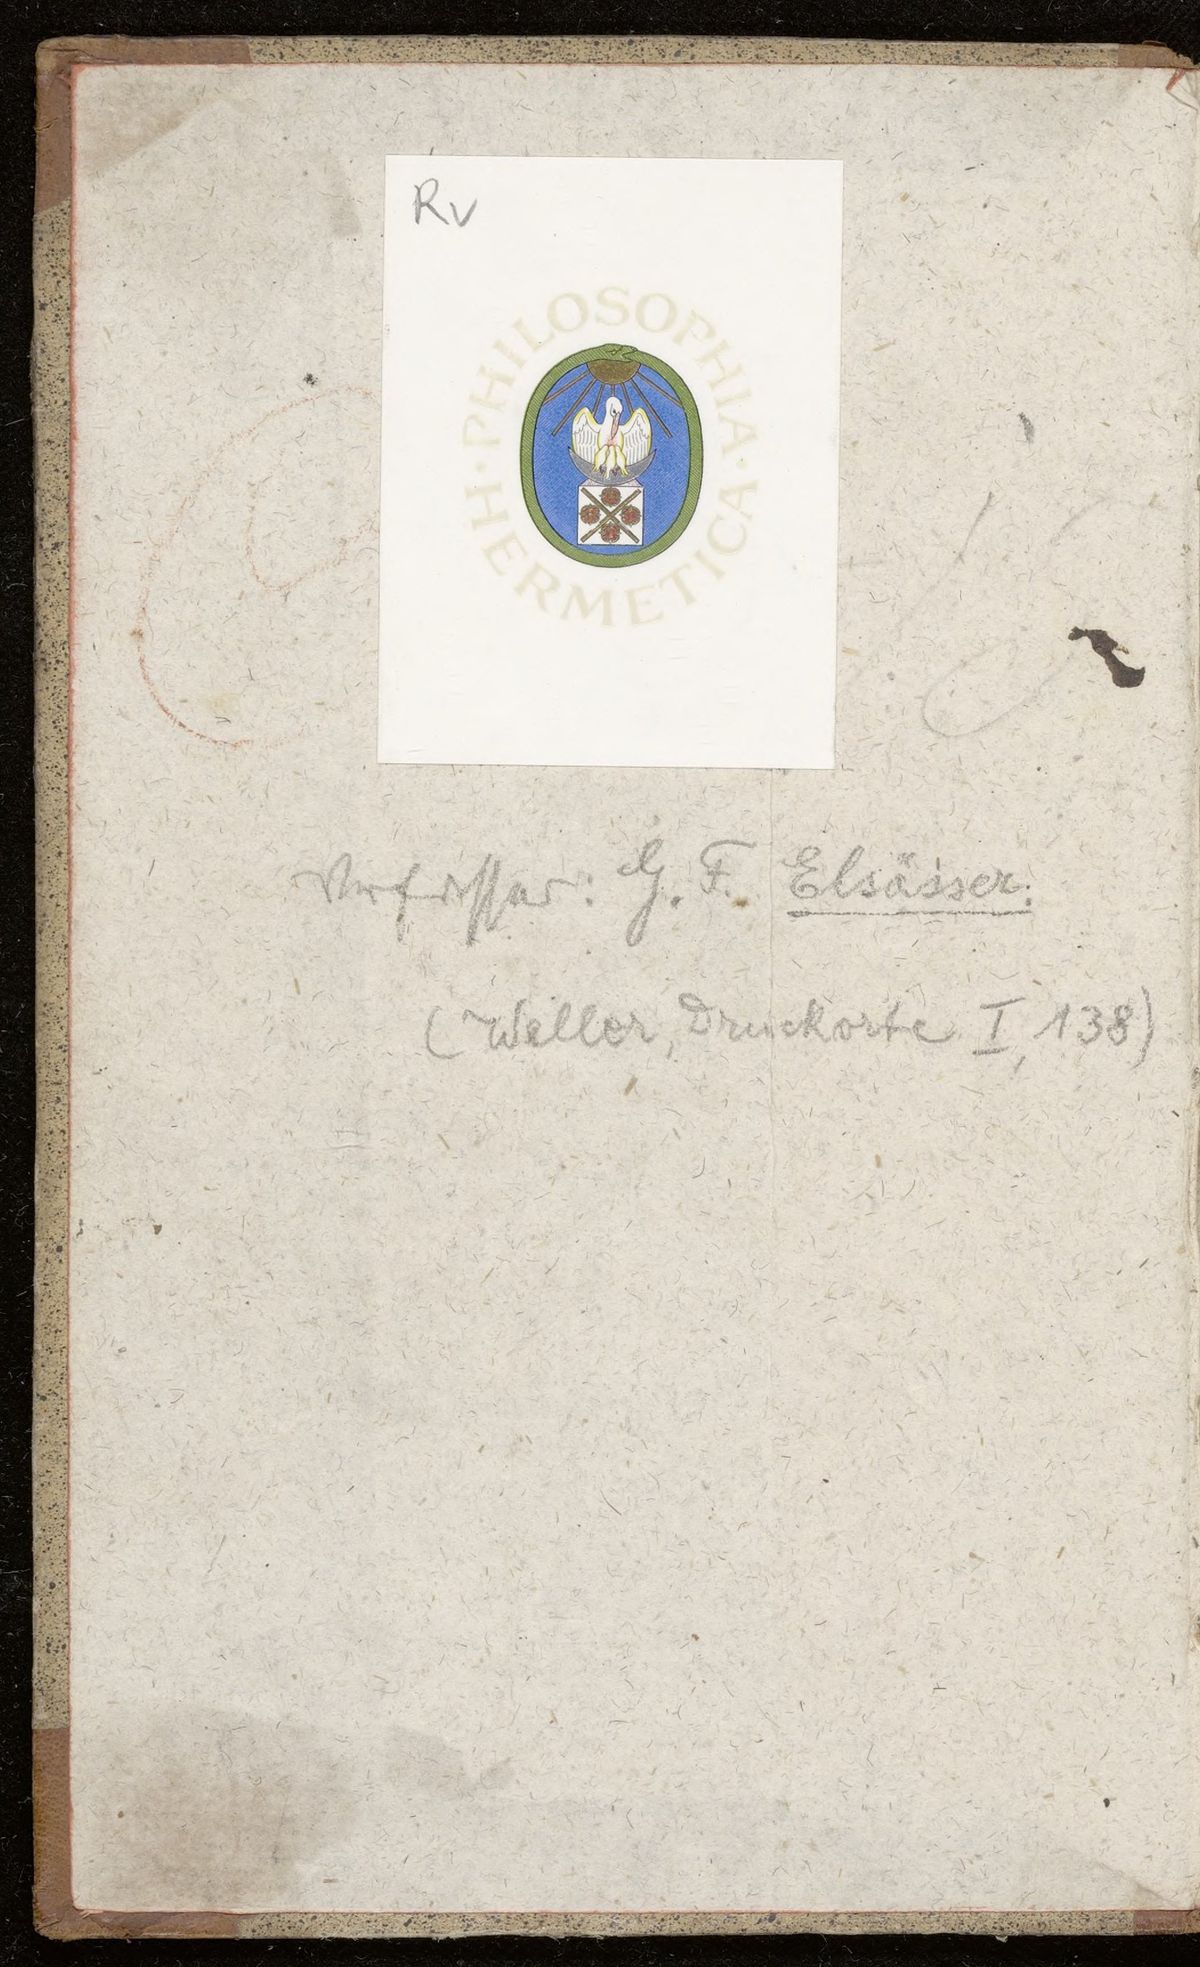 Rv
PHILOSOPHIA · HERMETICA ·
Verfasser: G. F. Elsässer.
(Weller, Druckorte I, 138)